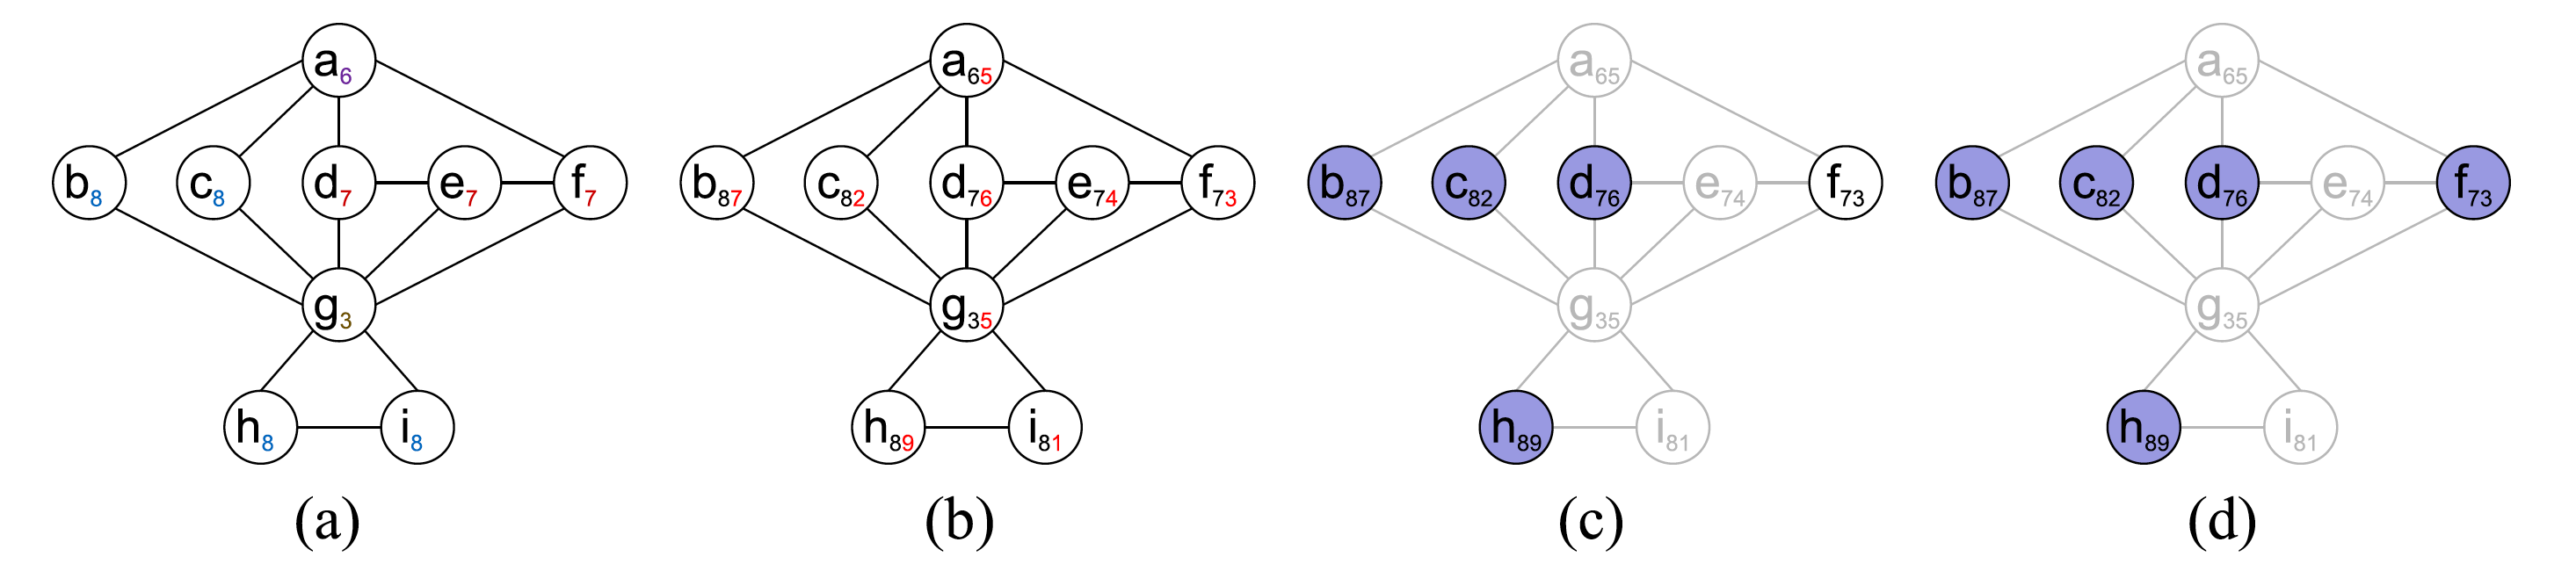 a6 a65 a65 a65
b8 c8 d7 e7 f7 b87 c82 d76 e74 f73 b87 c82 d76 e74 f73 b87 c82 d76 e74 f73
g3 g35 g35 g35
h8 i8 h89 i81 h89 i81 h89 i81
(a) (b) (c) (d)